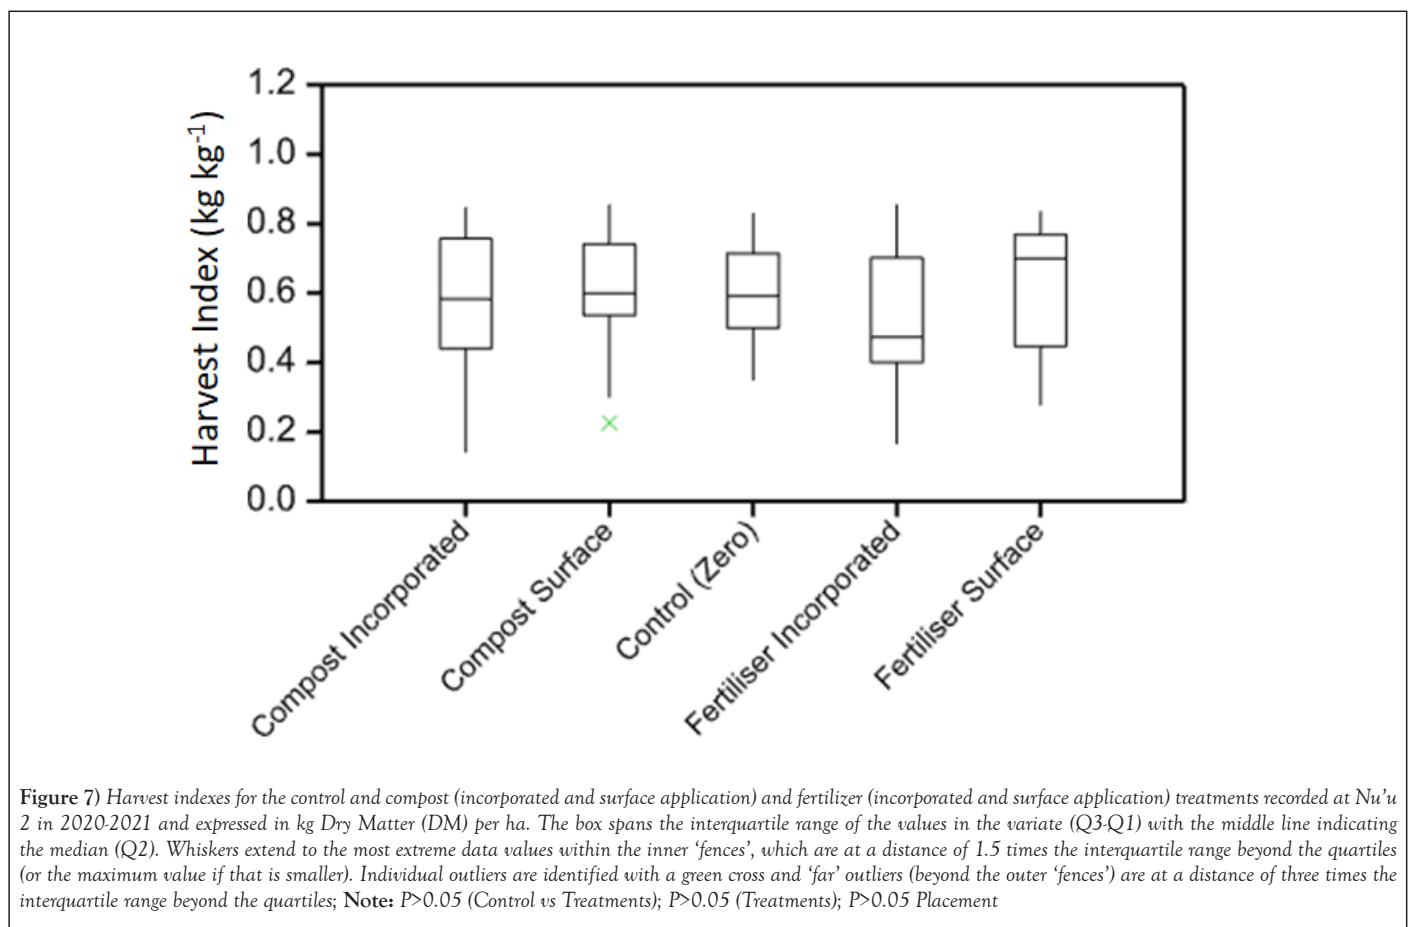 1.2
1.0
0.8
0.6
0.4
0.2
0.0
Harvest Index (kg kg-1)
Compost Incorporated
Compost Surface
Control (Zero)
Fertiliser Incorporated
Fertiliser Surface
Figure 7) Harvest indexes for the control and compost (incorporated and surface application) and fertilizer (incorporated and surface application) treatments recorded at Nu’u
2 in 2020-2021 and expressed in kg Dry Matter (DM) per ha. The box spans the interquartile range of the values in the variate (Q3-Q1) with the middle line indicating
the median (Q2). Whiskers extend to the most extreme data values within the inner ‘fences’, which are at a distance of 1.5 times the interquartile range beyond the quartiles
(or the maximum value if that is smaller). Individual outliers are identified with a green cross and ‘far’ outliers (beyond the outer ‘fences’) are at a distance of three times the
interquartile range beyond the quartiles; Note: P>0.05 (Control vs Treatments); P>0.05 (Treatments); P>0.05 Placement